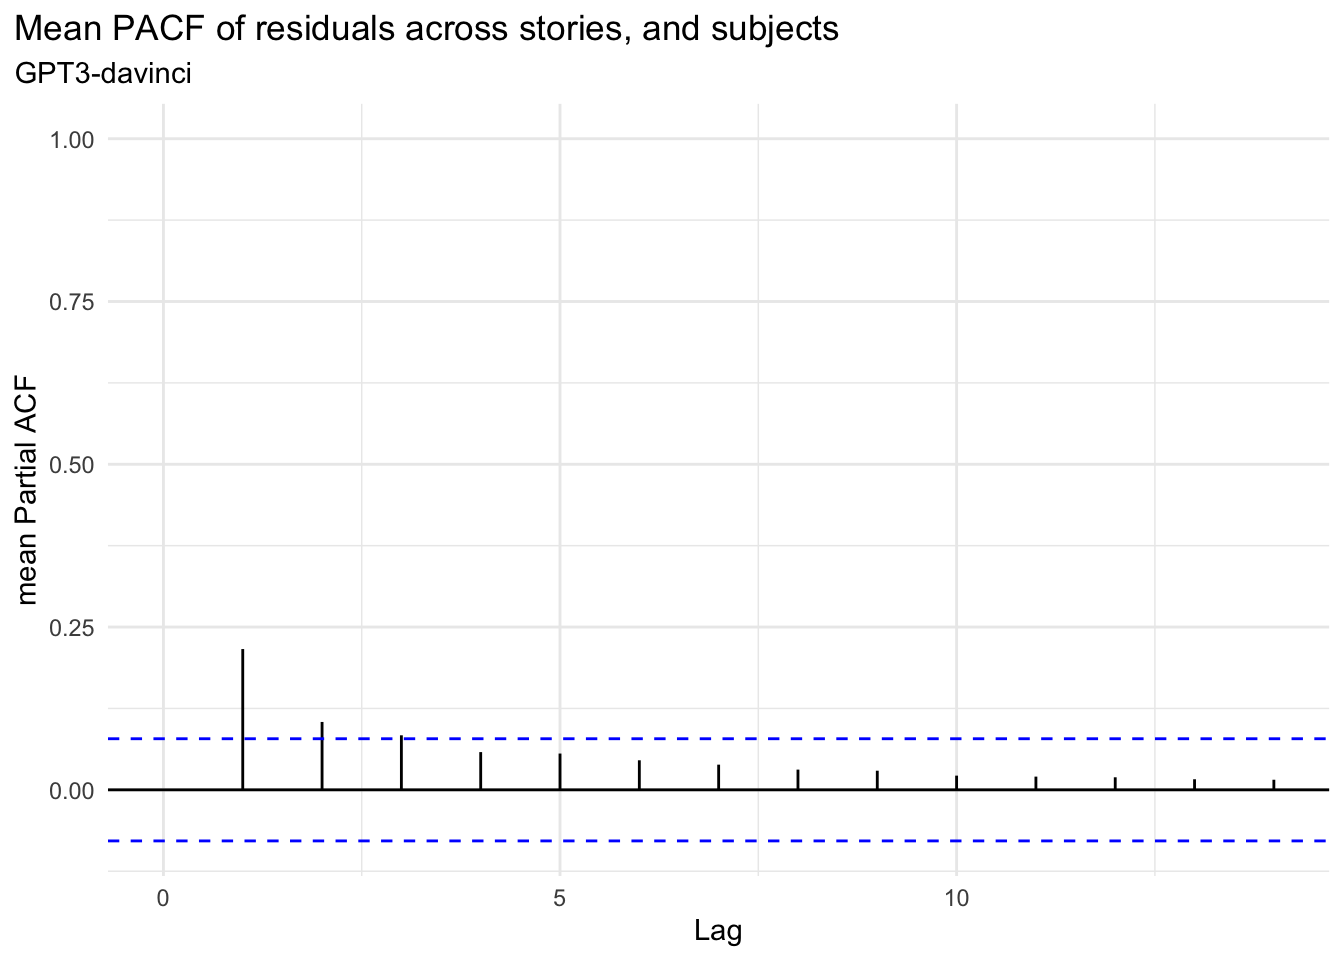 Mean PACF of residuals across stories, and subjects
GPT3-davinci
1.00
0.75
0.50
0.25
0.00
mean Partial ACF
0
5
10
Lag